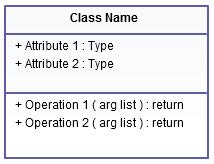 Class Name
+ Attribute 1 : Type
+ Attribute 2 : Type
+ Operation 1 ( arg list ) : return
+ Operation 2 ( arg list ) : return